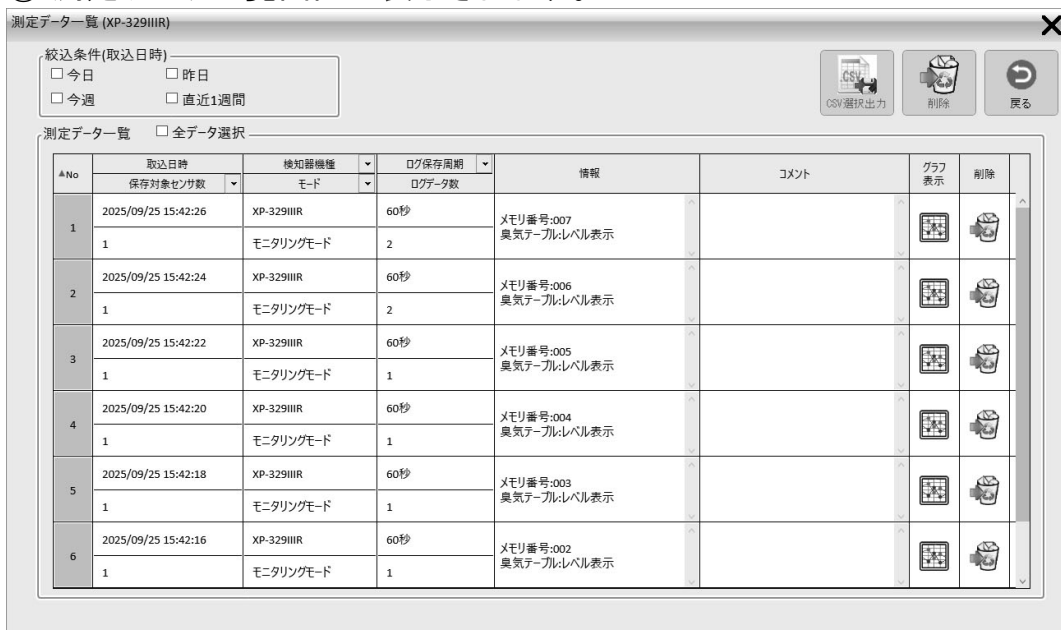 測定データ一覧 (XP-329IIIR)
絞込条件(取込日時)
今日 昨日
今週 直近1週間
CSV
CSV選択出力 削除 戻る
測定データ一覧 全データ選択
▲No 取込日時 検知器機種 ログ保存周期 情報 コメント グラフ表示 削除
保存対象センサ数 モード ログデータ数
1 2025/09/25 15:42:26 XP-329IIIR 60秒 メモリ番号:007
1 モニタリングモード 2 臭気テーブル:レベル表示
2 2025/09/25 15:42:24 XP-329IIIR 60秒 メモリ番号:006
1 モニタリングモード 2 臭気テーブル:レベル表示
3 2025/09/25 15:42:22 XP-329IIIR 60秒 メモリ番号:005
1 モニタリングモード 1 臭気テーブル:レベル表示
4 2025/09/25 15:42:20 XP-329IIIR 60秒 メモリ番号:004
1 モニタリングモード 1 臭気テーブル:レベル表示
5 2025/09/25 15:42:18 XP-329IIIR 60秒 メモリ番号:003
1 モニタリングモード 1 臭気テーブル:レベル表示
6 2025/09/25 15:42:16 XP-329IIIR 60秒 メモリ番号:002
1 モニタリングモード 1 臭気テーブル:レベル表示